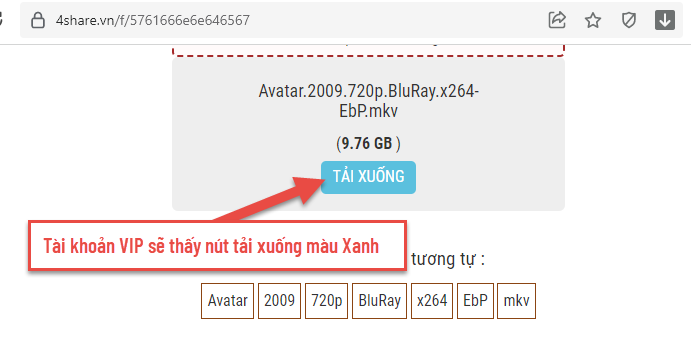 4share.vn/f/5761666e6e646567
Avatar.2009.720p.BluRay.x264-
EbP.mkv
(9.76 GB )
TẢI XUỐNG
Tài khoản VIP sẽ thấy nút tải xuống màu Xanh
tương tự :
Avatar 2009 720p BluRay x264 EbP mkv